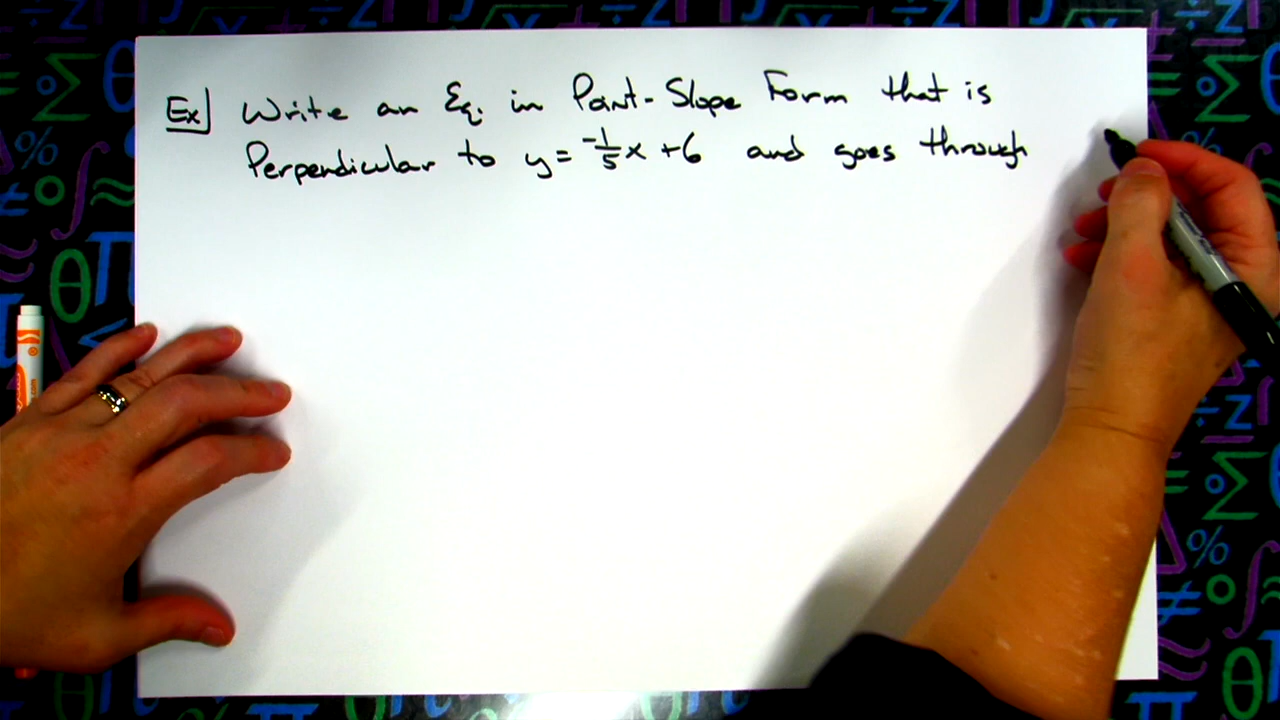 Ex] Write an Eq. in Point-Slope Form that is
Perpendicular to y = -1/5 x + 6 and goes through